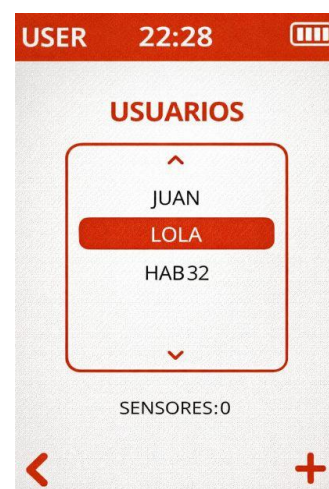 USER 22:28
USUARIOS
JUAN
LOLA
HAB32
SENSORES:0